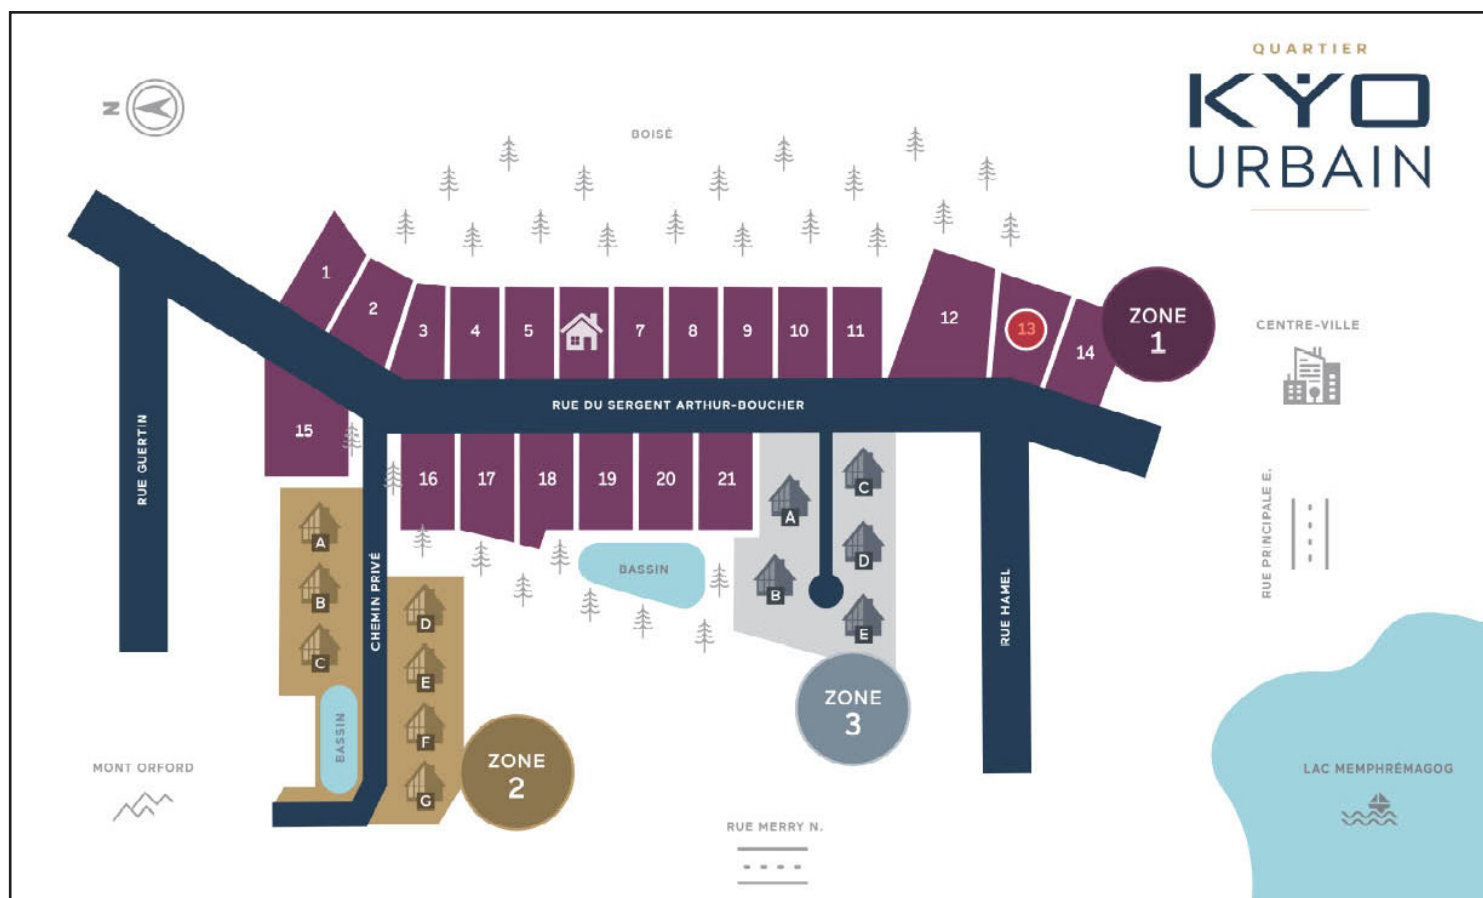 QUARTIER
KYO
URBAIN
N
BOISÉ
1
2
3
4
5
7
8
9
10
11
12
13
14
ZONE
1
CENTRE-VILLE
RUE DU SERGENT ARTHUR-BOUCHER
RUE GUERTIN
15
16
17
18
19
20
21
A
B
C
D
E
BASSIN
CHEMIN PRIVÉ
A
B
C
D
E
F
G
BASSIN
ZONE
2
ZONE
3
RUE HAMEL
RUE PRINCIPALE E.
MONT ORFORD
RUE MERRY N.
LAC MEMPHRÉMAGOG